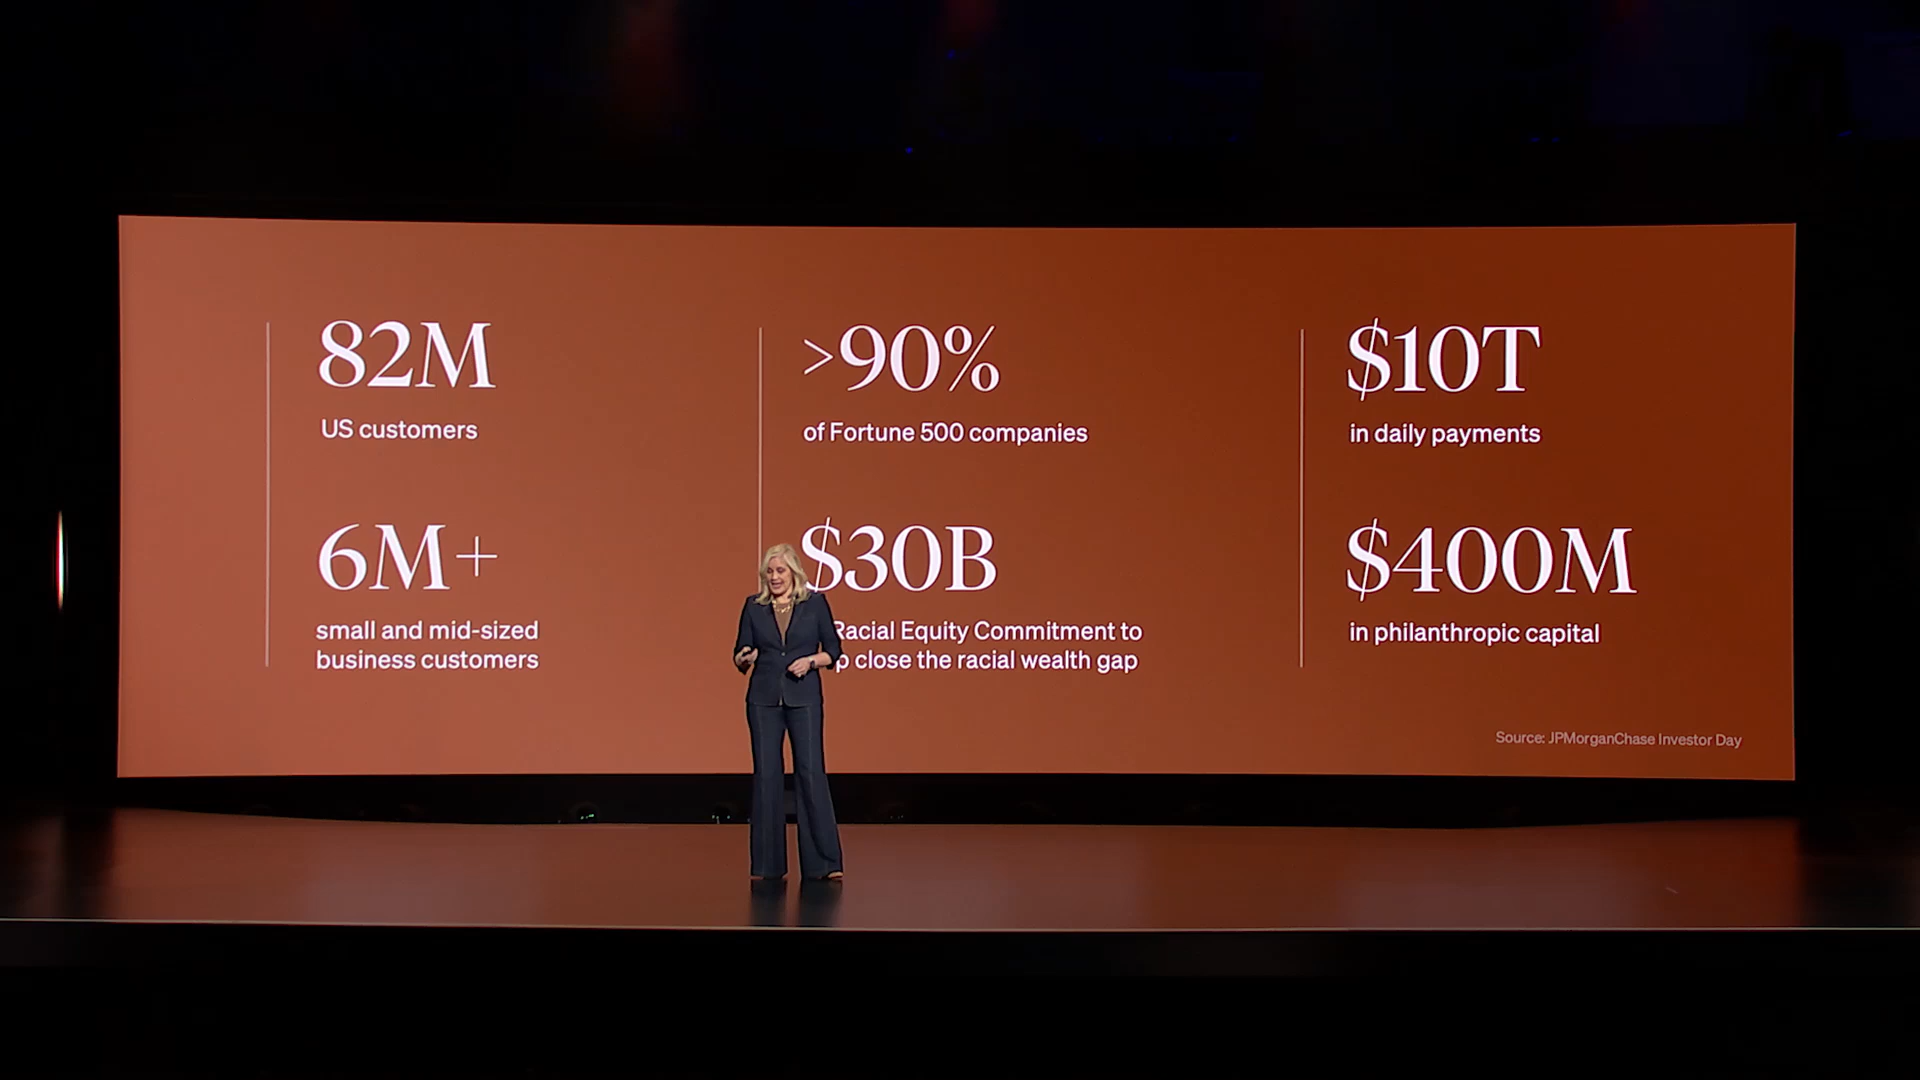 82M
US customers
6M+
small and mid-sized
business customers
>90%
of Fortune 500 companies
$30B
Racial Equity Commitment to
close the racial wealth gap
$10T
in daily payments
$400M
in philanthropic capital
Source: JPMorganChase Investor Day